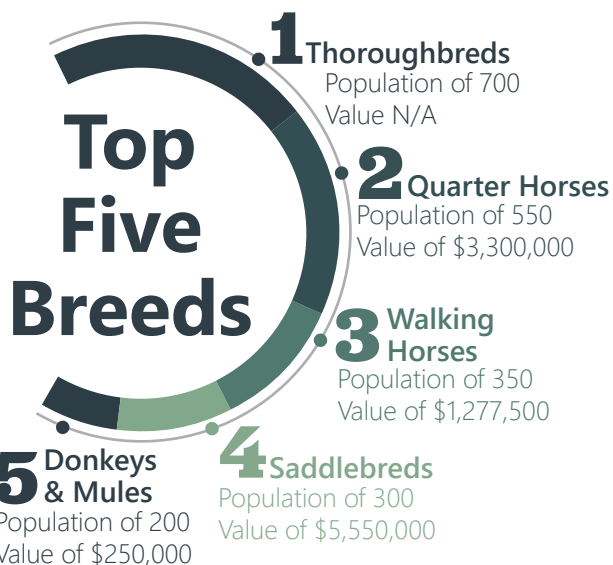 Top
Five
Breeds
1 Thoroughbreds
Population of 700
Value N/A
2 Quarter Horses
Population of 550
Value of $3,300,000
3 Walking
Horses
Population of 350
Value of $1,277,500
4 Saddlebreds
Population of 300
Value of $5,550,000
5 Donkeys
& Mules
Population of 200
Value of $250,000